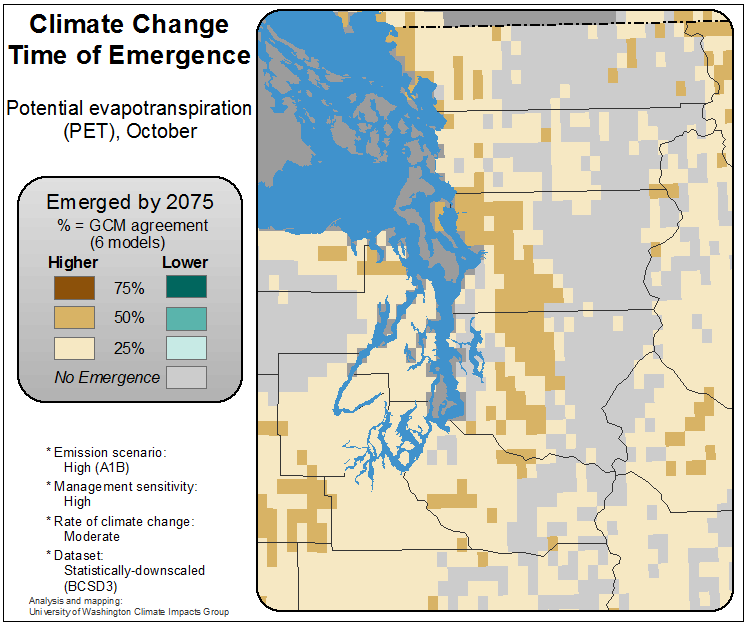 Climate Change
Time of Emergence
Potential evapotranspiration
(PET), October
Emerged by 2075
% = GCM agreement
(6 models)
Higher Lower
75%
50%
25%
No Emergence
* Emission scenario:
High (A1B)
* Management sensitivity:
High
* Rate of climate change:
Moderate
* Dataset:
Statistically-downscaled
(BCSD3)
Analysis and mapping:
University of Washington Climate Impacts Group